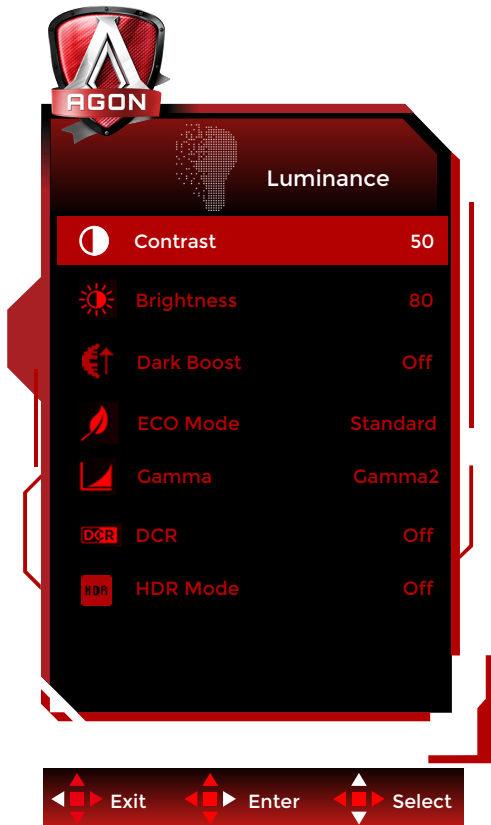 AGON
Luminance
Contrast 50
Brightness 80
Dark Boost Off
ECO Mode Standard
Gamma Gamma2
DCR DCR Off
HDR HDR Mode Off
Exit Enter Select